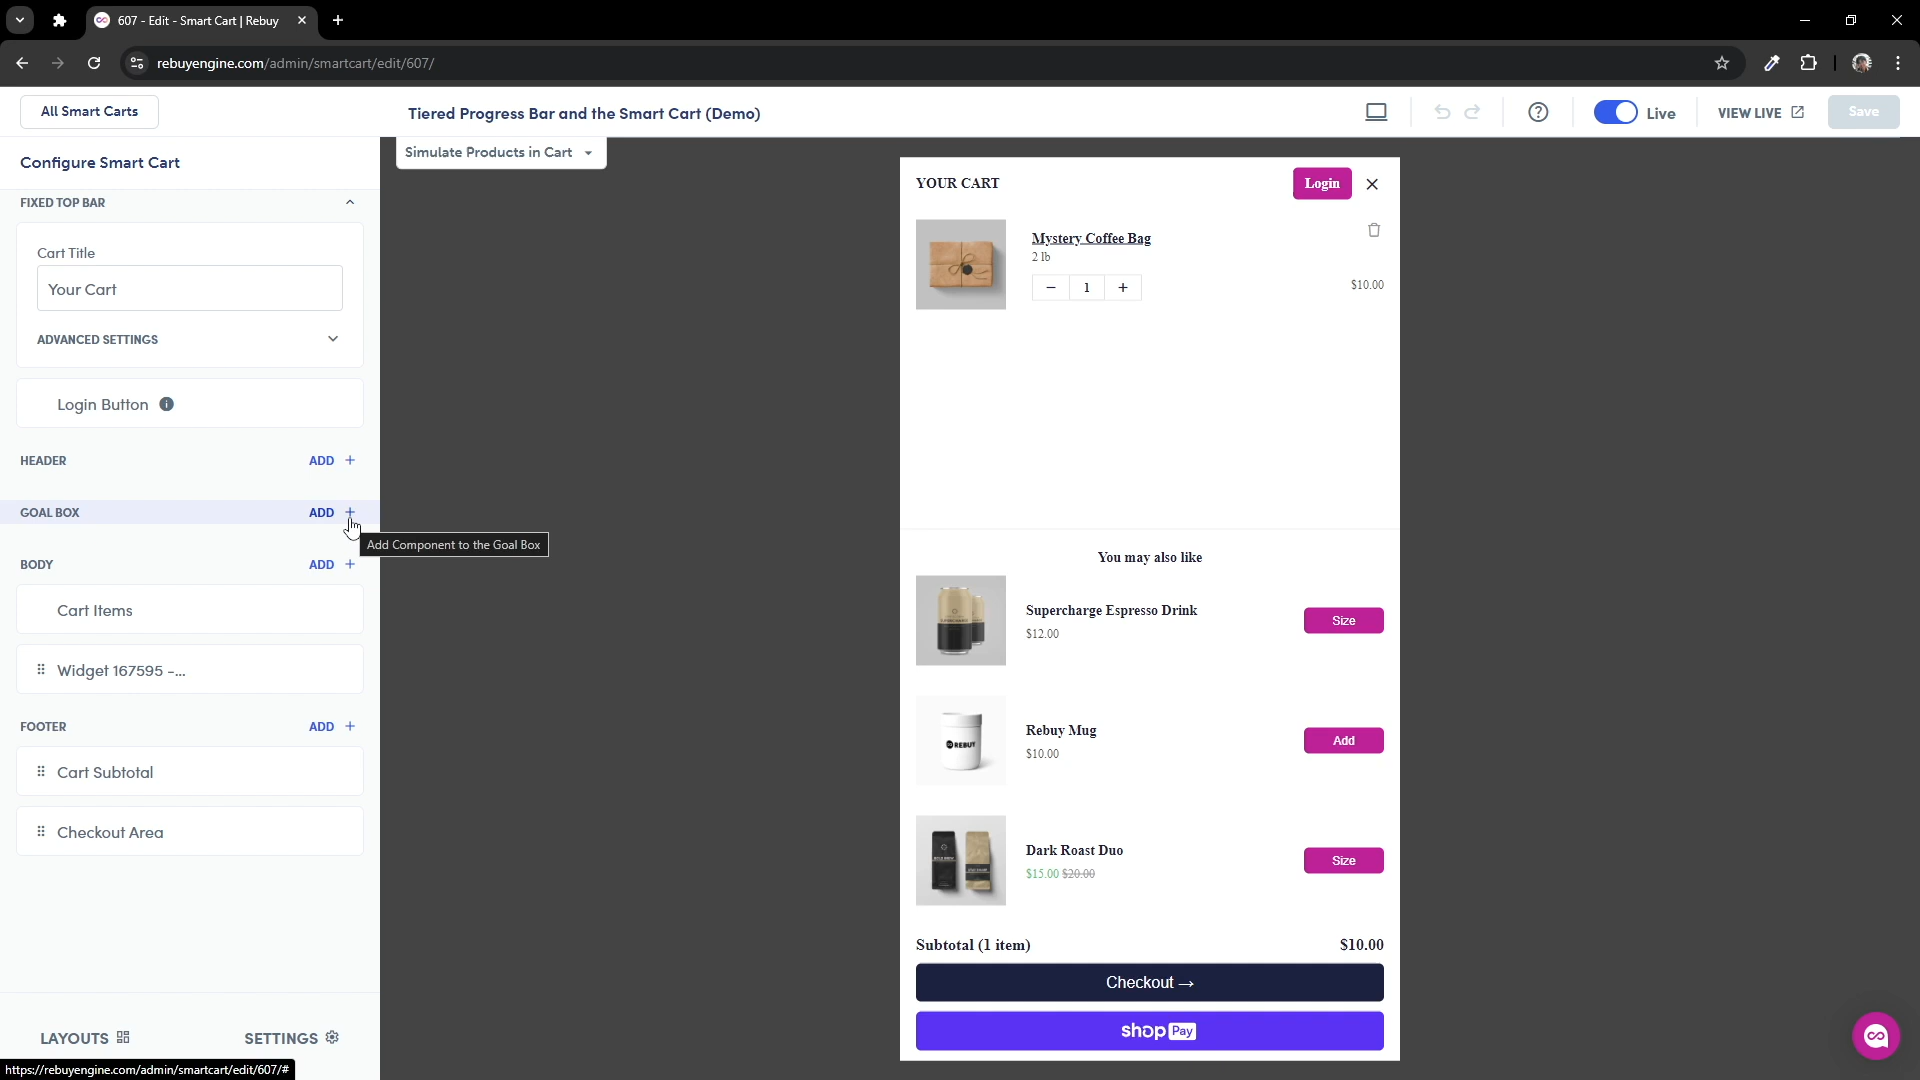 607 - Edit - Smart Cart | Rebuy
rebuyengine.com/admin/smartcart/edit/607/
All Smart Carts
Tiered Progress Bar and the Smart Cart (Demo)
Live
VIEW LIVE
Save
Configure Smart Cart
Simulate Products in Cart
FIXED TOP BAR
Cart Title
Your Cart
ADVANCED SETTINGS
Login Button
HEADER
ADD +
GOAL BOX
ADD +
Add Component to the Goal Box
BODY
ADD +
Cart Items
Widget 167595 -...
FOOTER
ADD +
Cart Subtotal
Checkout Area
LAYOUTS
SETTINGS
https://rebuyengine.com/admin/smartcart/edit/607/#
YOUR CART
Login
Mystery Coffee Bag
2 lb
− 1 +
$10.00
You may also like
Supercharge Espresso Drink
$12.00
Size
REBUY
Rebuy Mug
$10.00
Add
Dark Roast Duo
$15.00 $20.00
Size
Subtotal (1 item)
$10.00
Checkout →
shop Pay